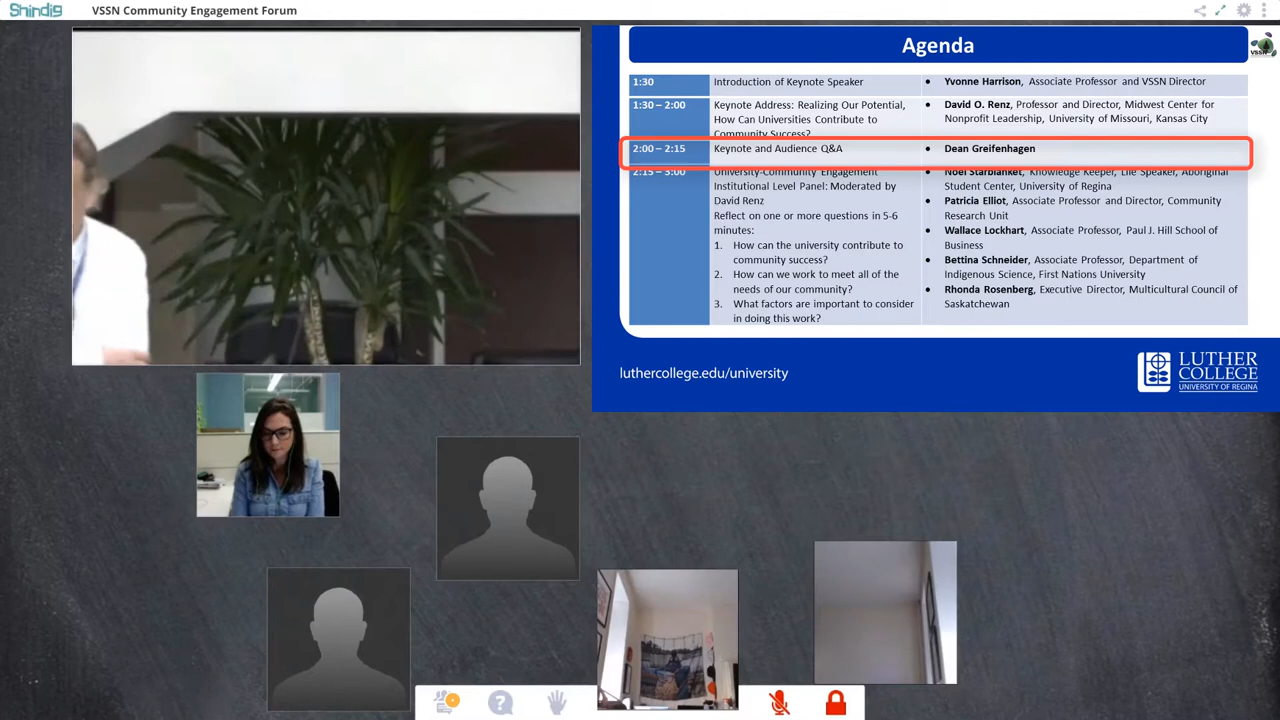 Shindig
VSSN Community Engagement Forum
Agenda
VSSN
1:30
Introduction of Keynote Speaker
• Yvonne Harrison, Associate Professor and VSSN Director
1:30 – 2:00
Keynote Address: Realizing Our Potential,
How Can Universities Contribute to
Community Success?
• David O. Renz, Professor and Director, Midwest Center for
Nonprofit Leadership, University of Missouri, Kansas City
2:00 – 2:15
Keynote and Audience Q&A
• Dean Greifenhagen
2:15 – 3:00
University-Community Engagement
Institutional Level Panel: Moderated by
David Renz
Reflect on one or more questions in 5-6
minutes:
1. How can the university contribute to
community success?
2. How can we work to meet all of the
needs of our community?
3. What factors are important to consider
in doing this work?
• Noel Starblanket, Knowledge Keeper, Life Speaker, Aboriginal
Student Center, University of Regina
• Patricia Elliot, Associate Professor and Director, Community
Research Unit
• Wallace Lockhart, Associate Professor, Paul J. Hill School of
Business
• Bettina Schneider, Associate Professor, Department of
Indigenous Science, First Nations University
• Rhonda Rosenberg, Executive Director, Multicultural Council of
Saskatchewan
luthercollege.edu/university
LUTHER
COLLEGE
UNIVERSITY OF REGINA